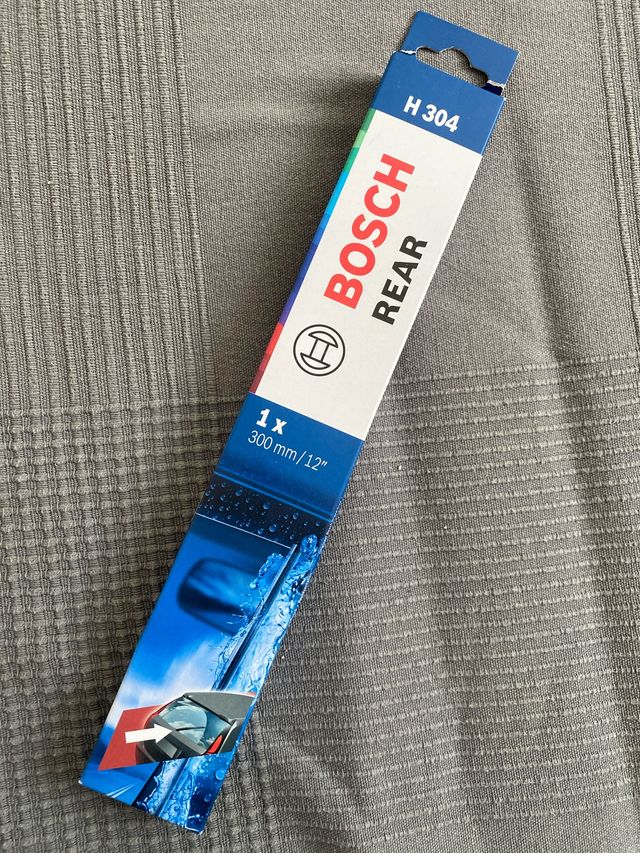 H 304
BOSCH
REAR
1 x
300 mm / 12"